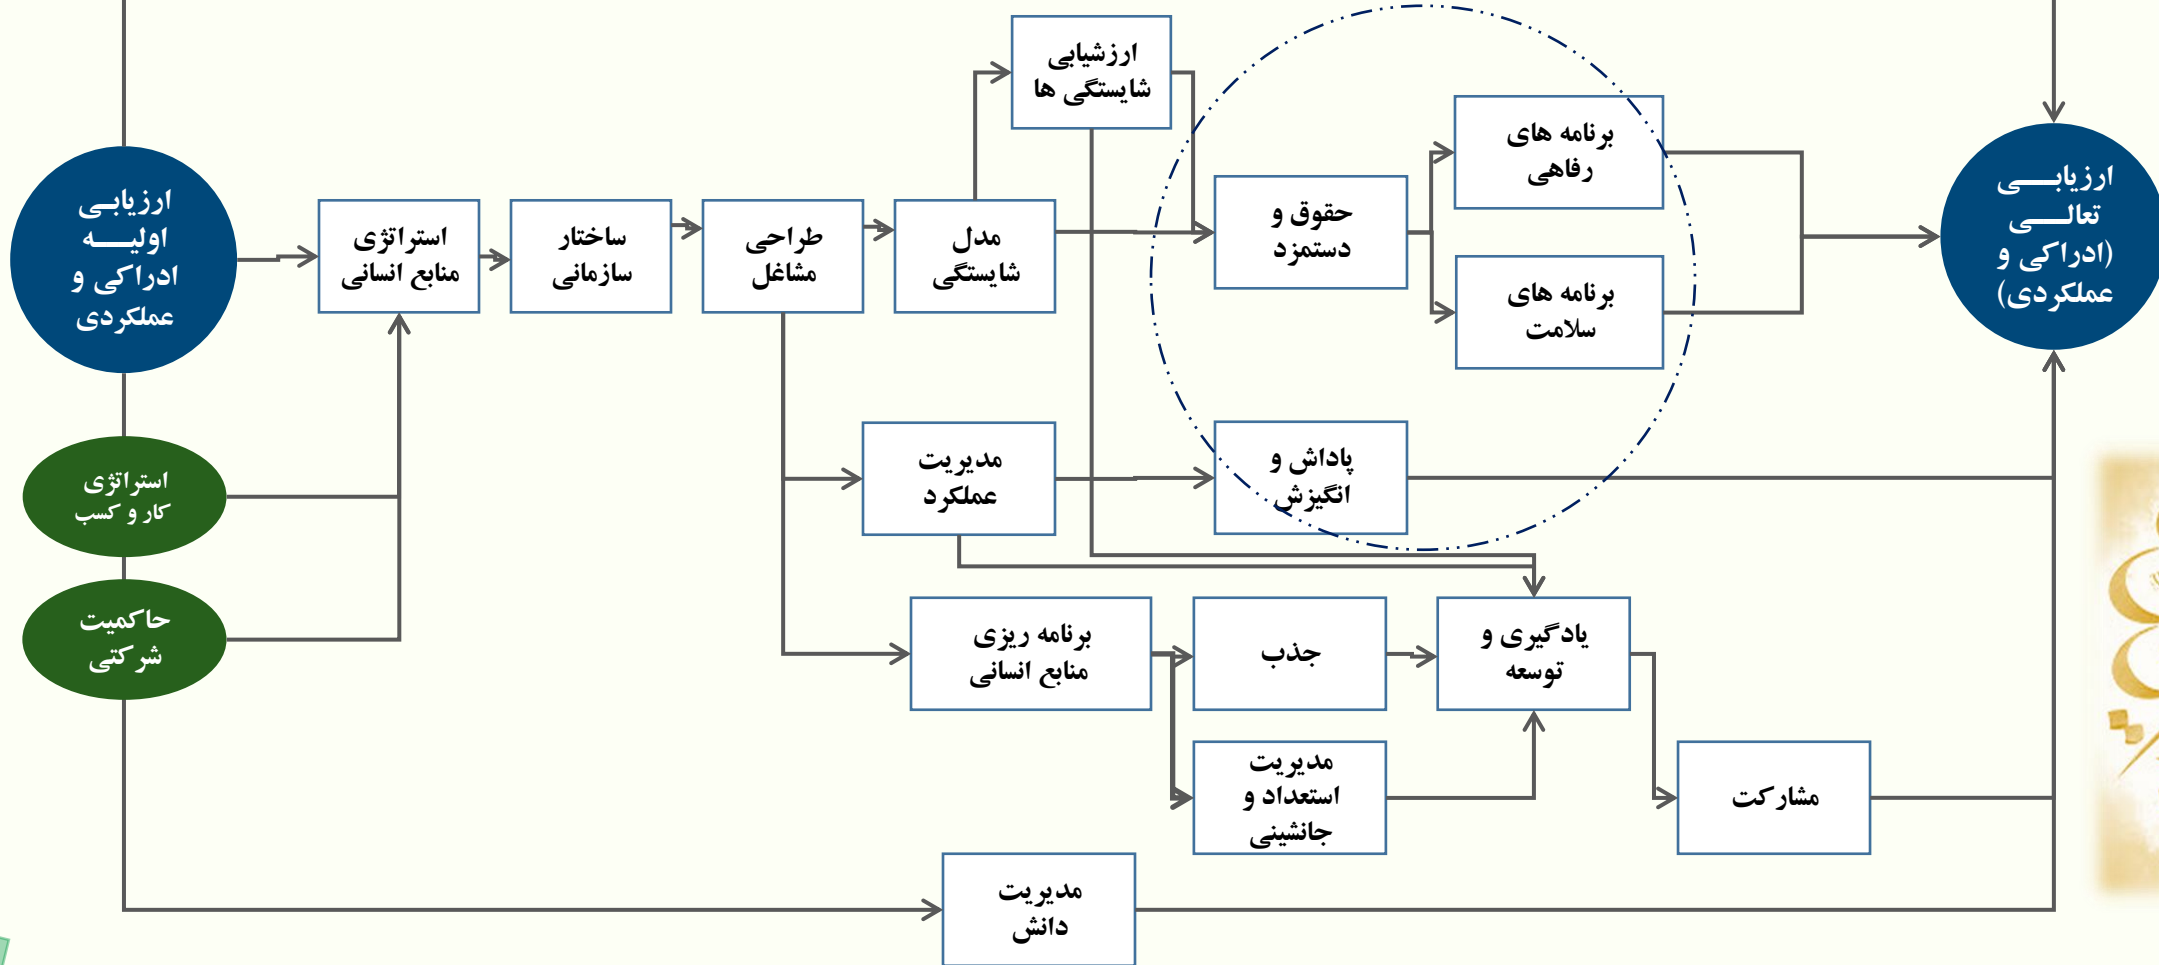 ارزشیابی
شایستگی ها
برنامه های
رفاهی
ارزیابی
تعالی
(ادراکی و
عملکردی)
ارزیابی
اولیه
ادراکی و
عملکردی
استراتژی
منابع انسانی
ساختار
سازمانی
طراحی
مشاغل
مدل
شایستگی
حقوق و
دستمزد
برنامه های
سلامت
استراتژی
کار و کسب
مدیریت
عملکرد
پاداش و
انگیزش
حاکمیت
شرکتی
برنامه ریزی
منابع انسانی
جذب
یادگیری و
توسعه
مدیریت
استعداد و
جانشینی
مشارکت
مدیریت
دانش